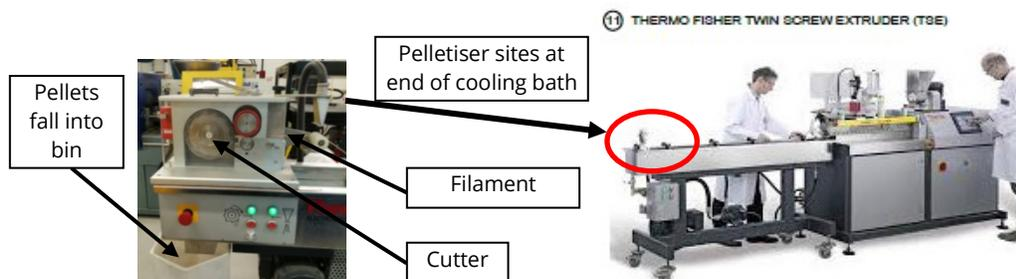 11 THERMO FISHER TWIN SCREW EXTRUDER (TSE)
Pelletiser sites at
end of cooling bath
Pellets
fall into
bin
Filament
Cutter